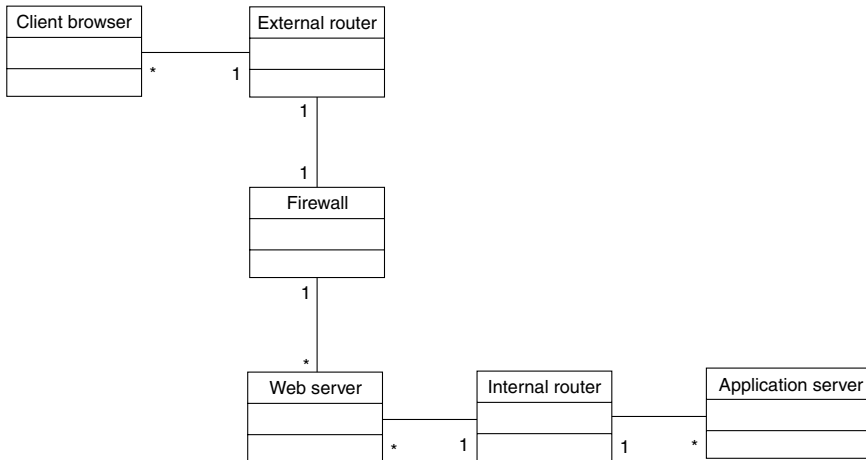 Client browser
External router
* 1
1
1
Firewall
1
*
Web server
Internal router
Application server
* 1
1 *